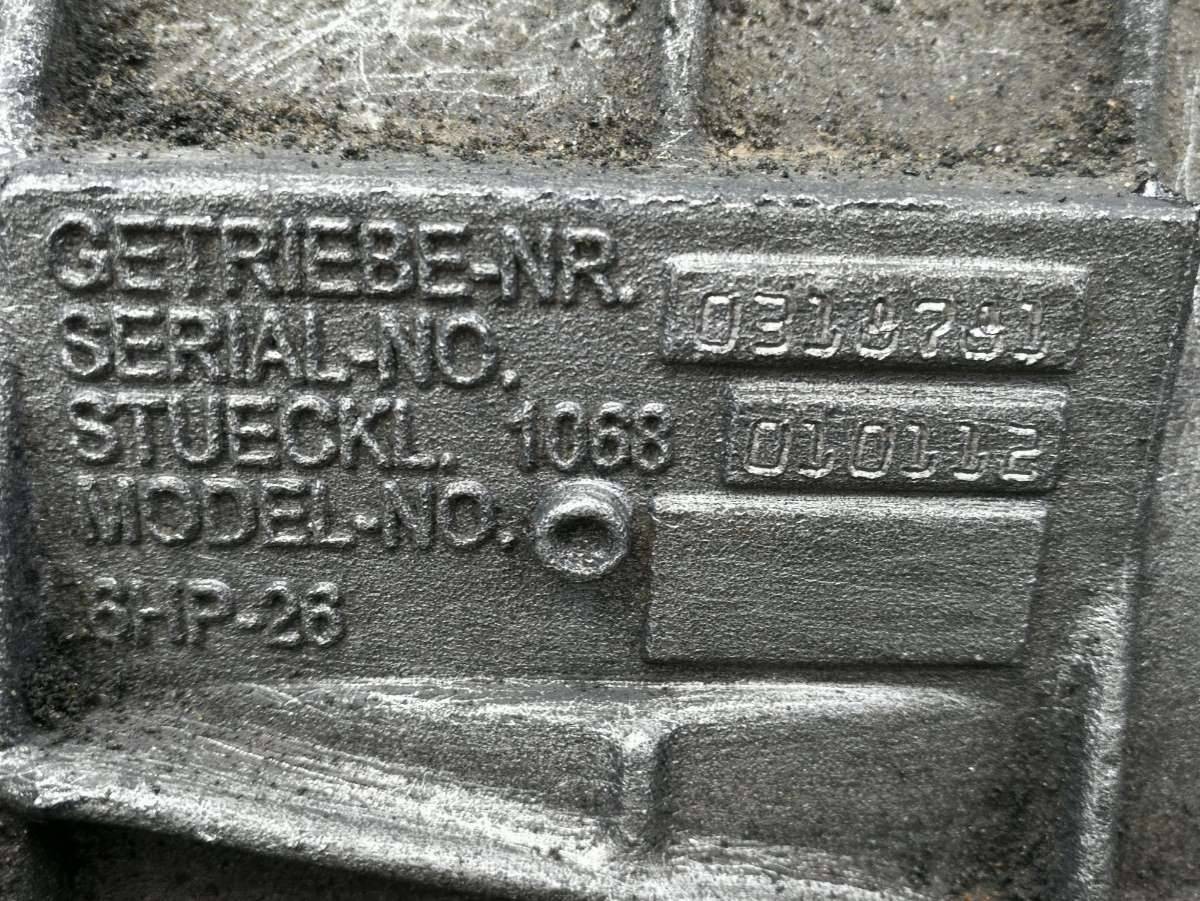 GETRIEBE-NR.
SERIAL-NO.
STUECKL. 1068 010112
MODEL-NO.
6HP-26